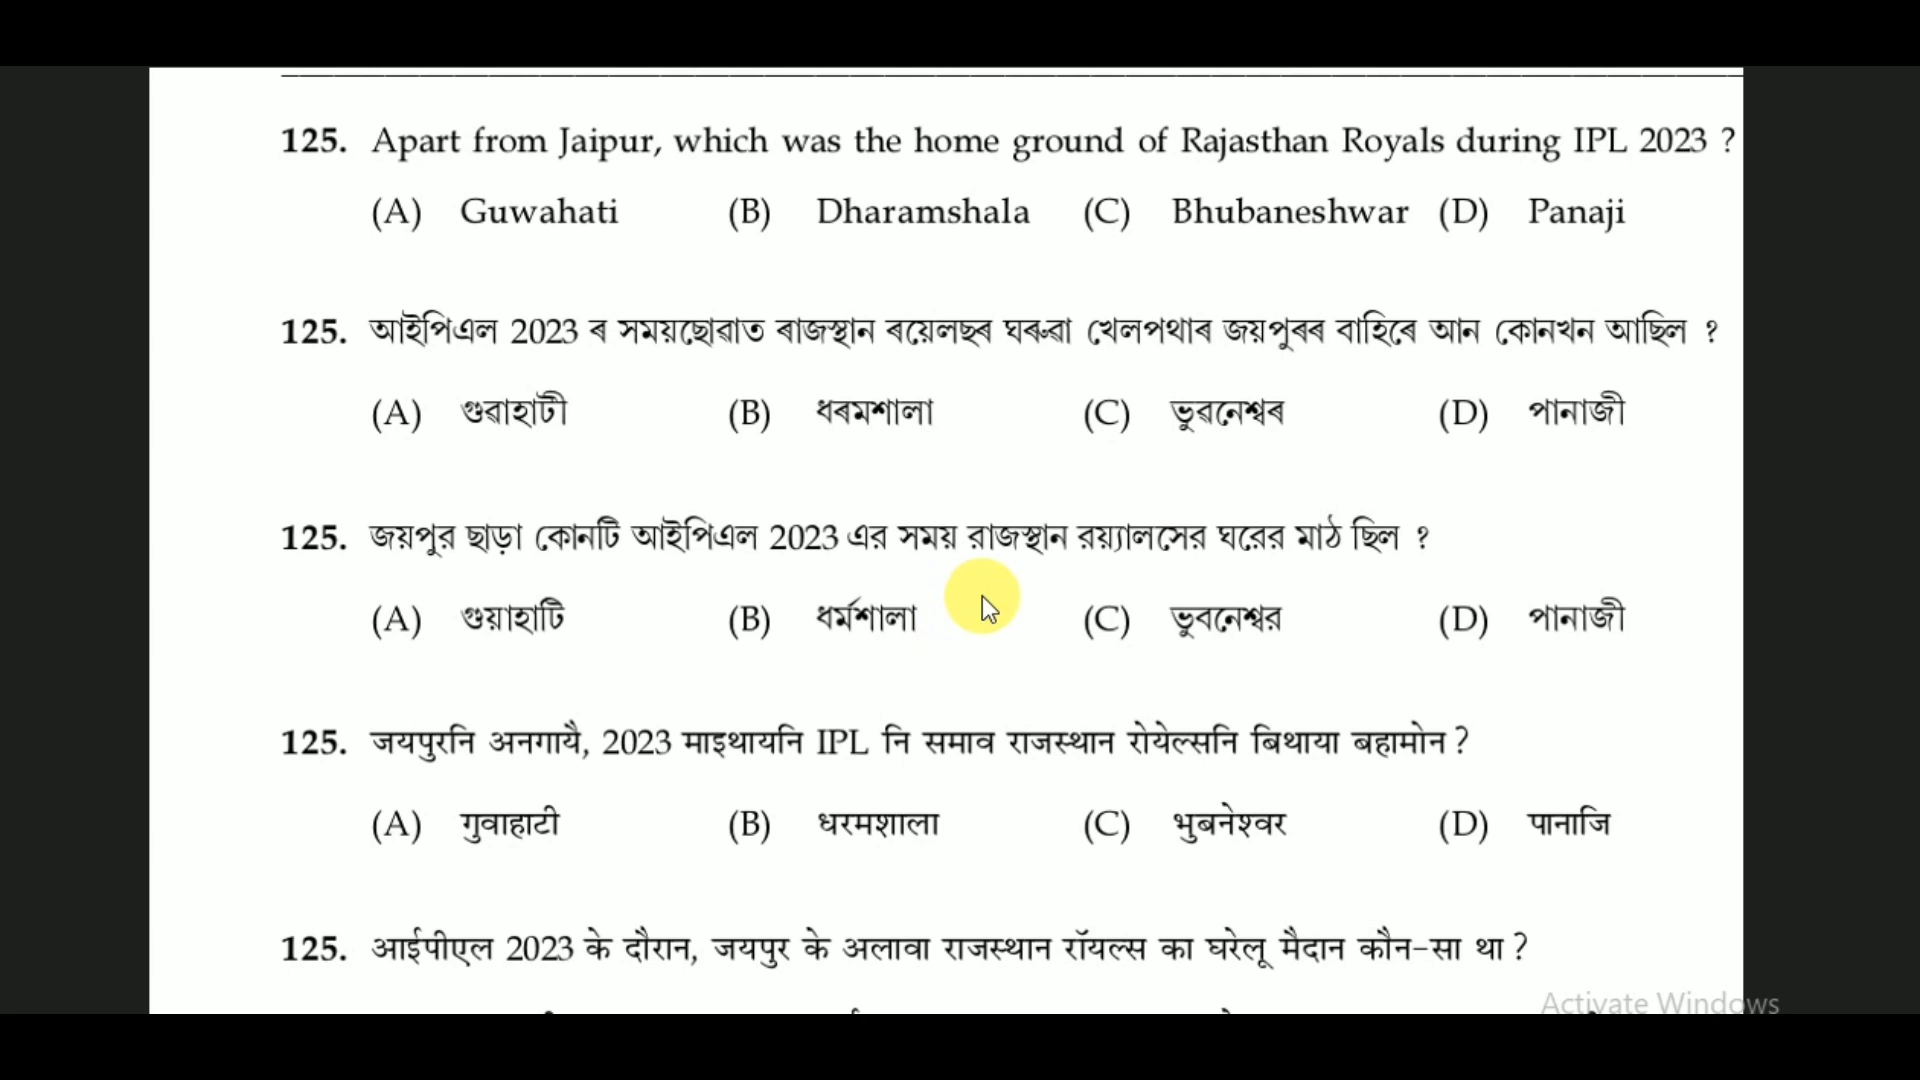 125. Apart from Jaipur, which was the home ground of Rajasthan Royals during IPL 2023 ?
(A) Guwahati (B) Dharamshala (C) Bhubaneshwar (D) Panaji
125. আইপিএল 2023 ৰ সময়ছোৱাত ৰাজস্থান ৰয়েলছৰ ঘৰুৱা খেলপথাৰ জয়পুৰৰ বাহিৰে আন কোনখন আছিল ?
(A) গুৱাহাটী (B) ধৰমশালা (C) ভুৱনেশ্বৰ (D) পানাজী
125. জয়পুর ছাড়া কোনটি আইপিএল 2023 এর সময় রাজস্থান রয়্যালসের ঘরের মাঠ ছিল ?
(A) গুয়াহাটি (B) ধর্মশালা (C) ভুবনেশ্বর (D) পানাজী
125. जयपुरनि अनगायै, 2023 माइथायनि IPL नि समाव राजस्थान रोयेल्सनि बिथाया बहामोन ?
(A) गुवाहाटी (B) धरमशाला (C) भुबनेश्वर (D) पानाजि
125. आईपीएल 2023 के दौरान, जयपुर के अलावा राजस्थान रॉयल्स का घरेलू मैदान कौन-सा था ?
Activate Windows